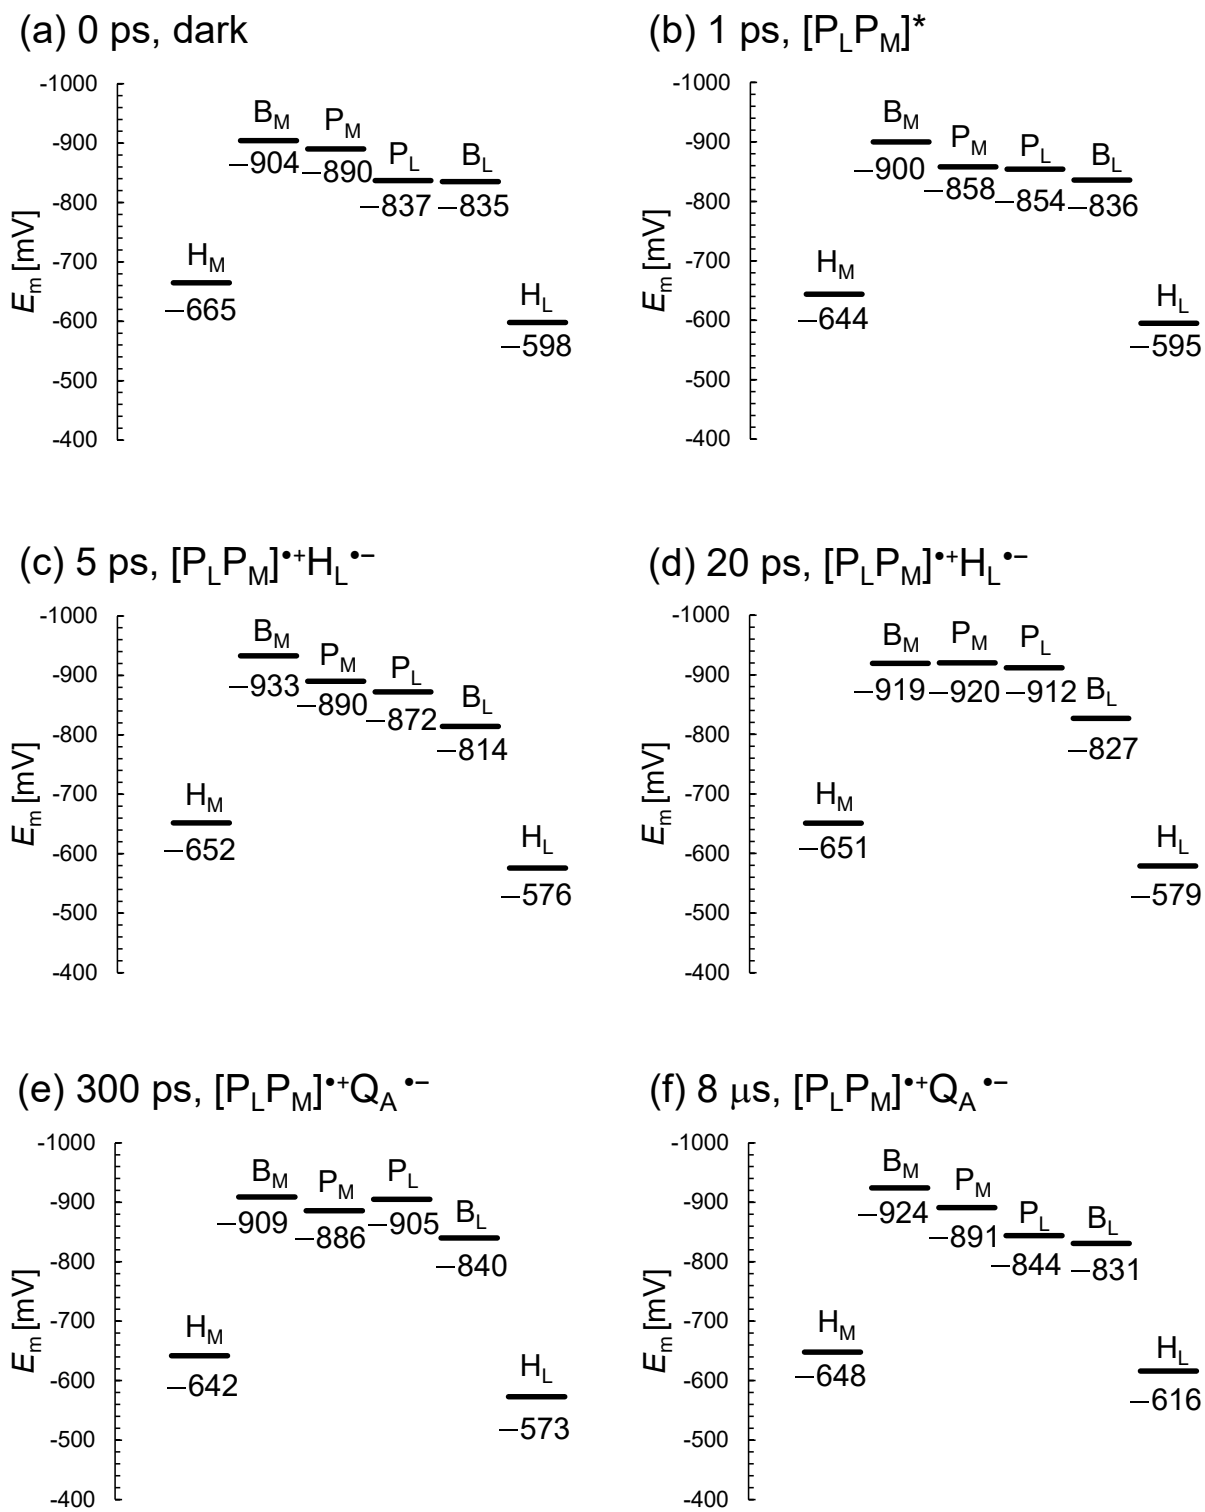 (a) 0 ps, dark
-1000
-900
-800
-700
-600
-500
-400
Em [mV]
HM
−665
BM
−904
PM
−890
PL
−837
BL
−835
HL
−598
(b) 1 ps, [PLPM]*
-1000
-900
-800
-700
-600
-500
-400
Em [mV]
HM
−644
BM
−900
PM
−858
PL
−854
BL
−836
HL
−595
(c) 5 ps, [PLPM]•+HL•−
-1000
-900
-800
-700
-600
-500
-400
Em [mV]
HM
−652
BM
−933
PM
−890
PL
−872
BL
−814
HL
−576
(d) 20 ps, [PLPM]•+HL•−
-1000
-900
-800
-700
-600
-500
-400
Em [mV]
HM
−651
BM
−919
PM
−920
PL
−912
BL
−827
HL
−579
(e) 300 ps, [PLPM]•+QA•−
-1000
-900
-800
-700
-600
-500
-400
Em [mV]
HM
−642
BM
−909
PM
−886
PL
−905
BL
−840
HL
−573
(f) 8 μs, [PLPM]•+QA•−
-1000
-900
-800
-700
-600
-500
-400
Em [mV]
HM
−648
BM
−924
PM
−891
PL
−844
BL
−831
HL
−616